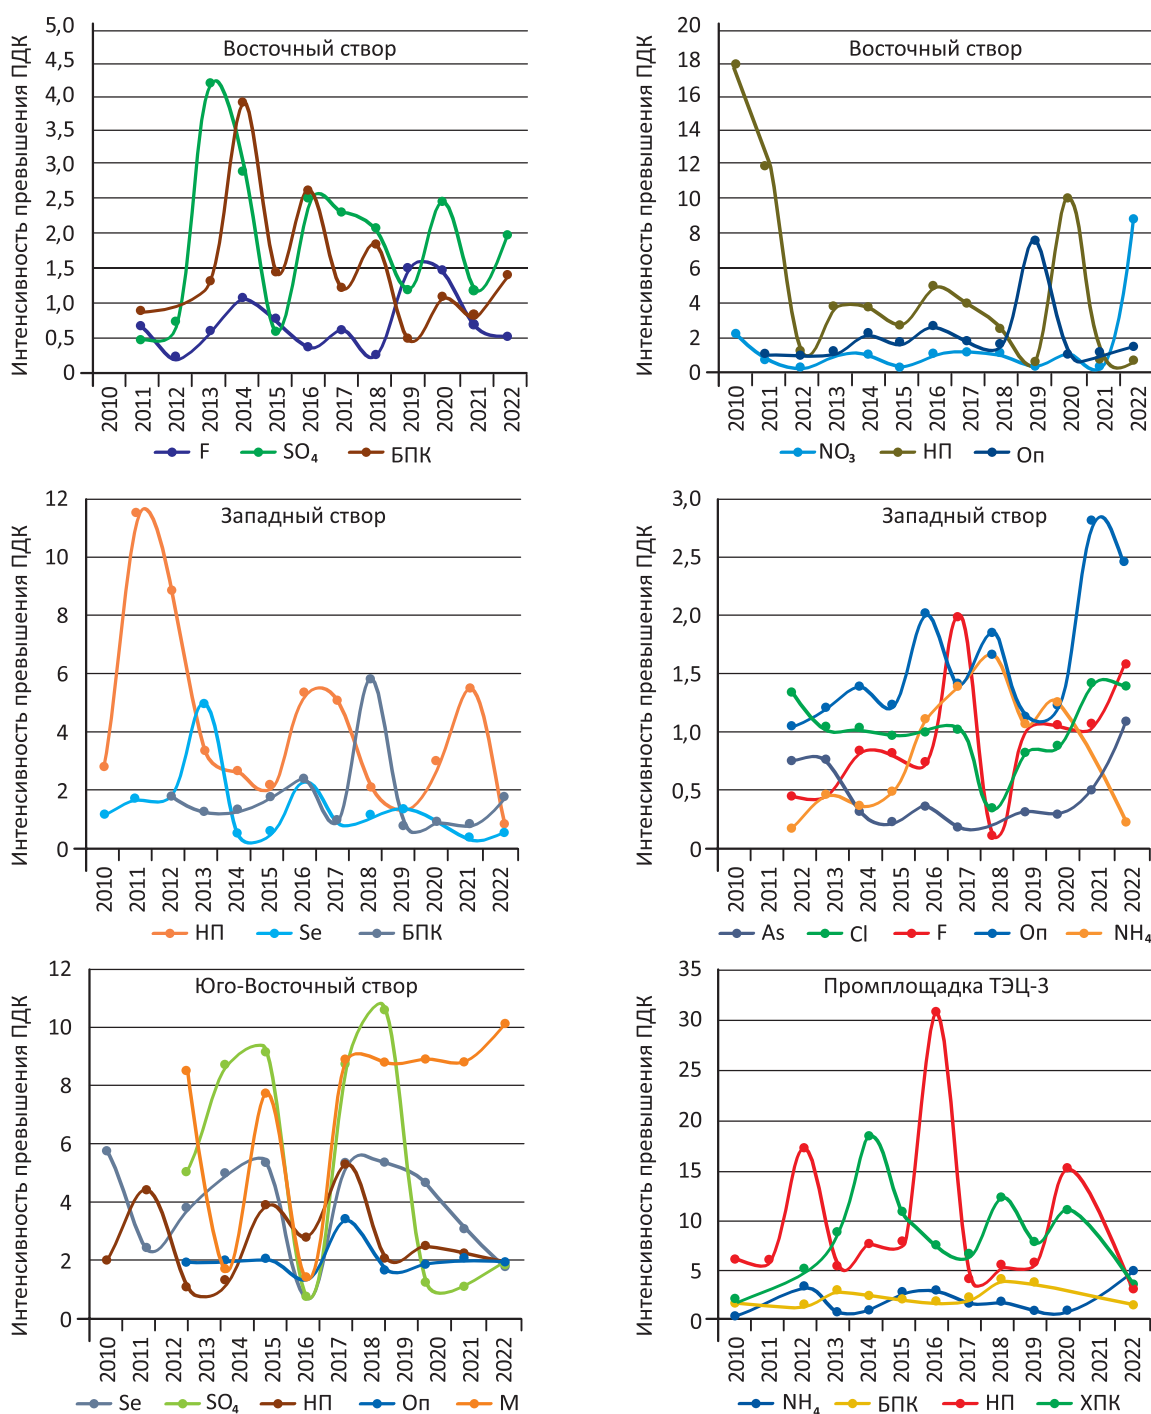 Восточный створ
Интенсивность превышения ПДК
5,0
4,5
4,0
3,5
3,0
2,5
2,0
1,5
1,0
0,5
0
2010 2011 2012 2013 2014 2015 2016 2017 2018 2019 2020 2021 2022
F SO₄ БПК
Восточный створ
Интенсивность превышения ПДК
20
18
16
14
12
10
8
6
4
2
0
2010 2011 2012 2013 2014 2015 2016 2017 2018 2019 2020 2021 2022
NO₃ НП Оп
Западный створ
Интенсивность превышения ПДК
12
10
8
6
4
2
0
2010 2011 2012 2013 2014 2015 2016 2017 2018 2019 2020 2021 2022
НП Se БПК
Западный створ
Интенсивность превышения ПДК
3,0
2,5
2,0
1,5
1,0
0,5
0
2010 2011 2012 2013 2014 2015 2016 2017 2018 2019 2020 2021 2022
As Cl F Оп NH₄
Юго-Восточный створ
Интенсивность превышения ПДК
12
10
8
6
4
2
0
2010 2011 2012 2013 2014 2015 2016 2017 2018 2019 2020 2021 2022
Se SO₄ НП Оп М
Промплощадка ТЭЦ-3
Интенсивность превышения ПДК
35
30
25
20
15
10
5
0
2010 2011 2012 2013 2014 2015 2016 2017 2018 2019 2020 2021 2022
NH₄ БПК НП ХПК